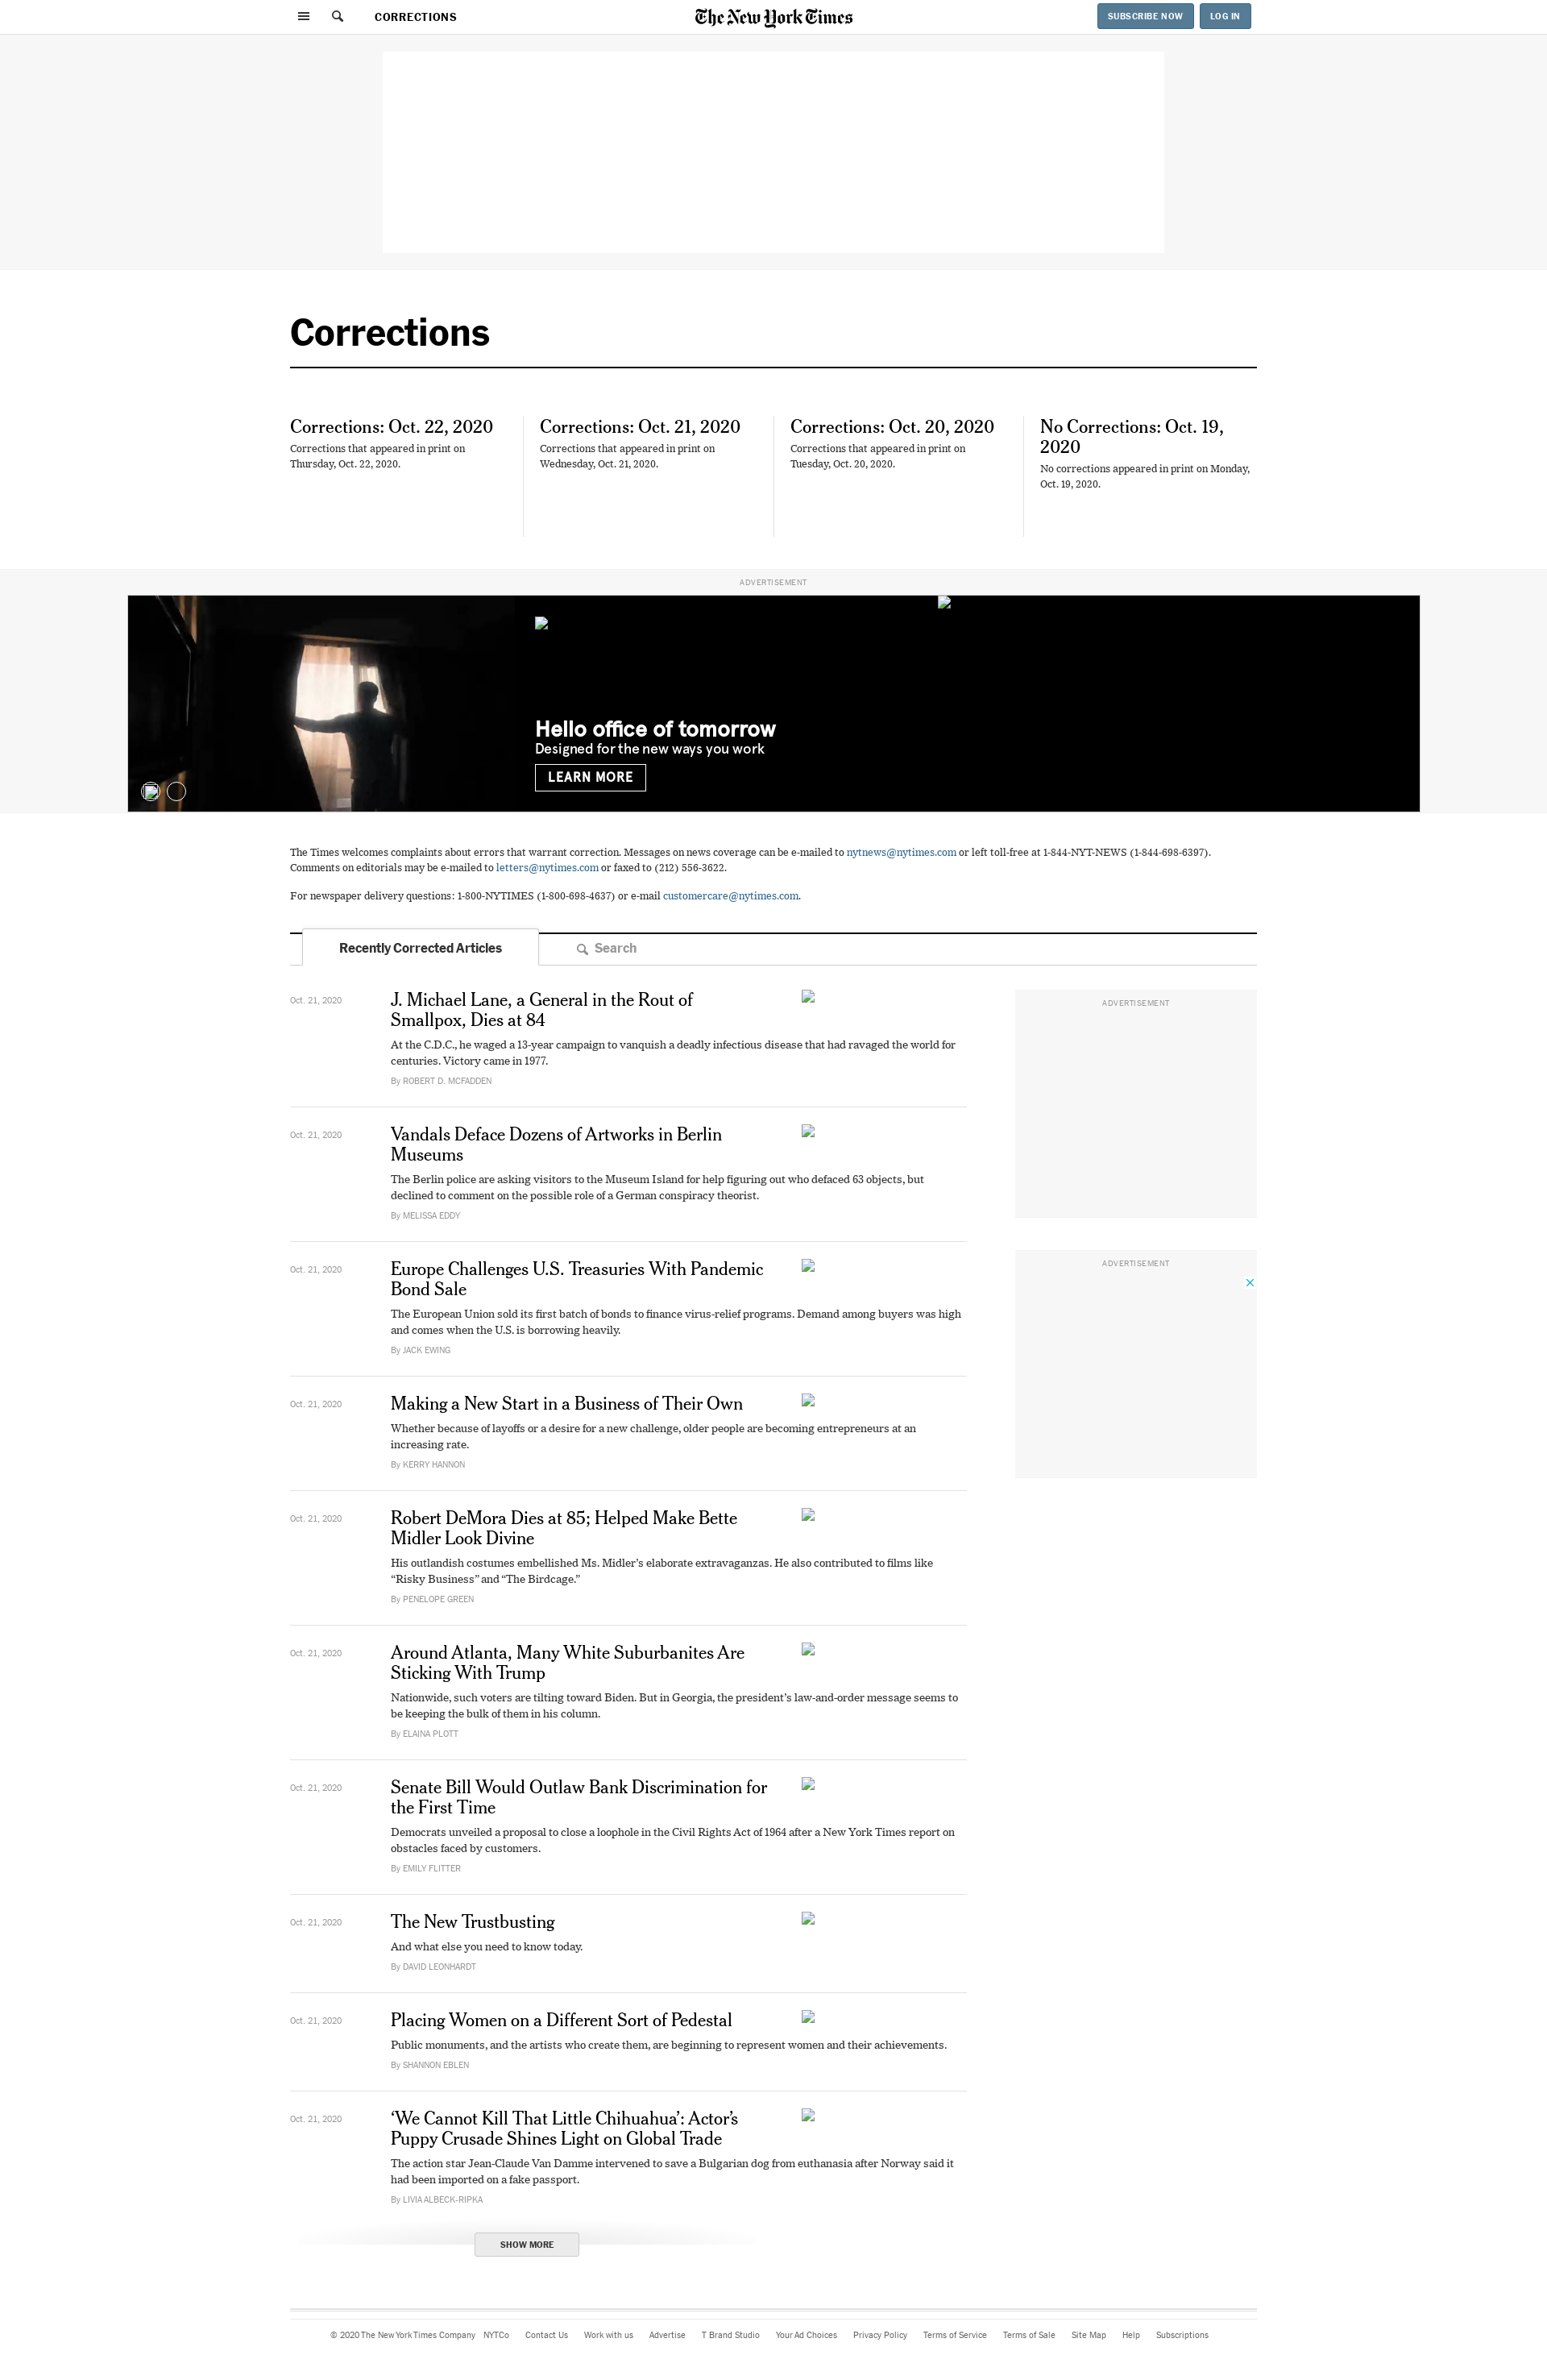 CORRECTIONS
The New York Times
SUBSCRIBE NOW
LOG IN
Corrections
Corrections: Oct. 22, 2020
Corrections that appeared in print on
Thursday, Oct. 22, 2020.
Corrections: Oct. 21, 2020
Corrections that appeared in print on
Wednesday, Oct. 21, 2020.
Corrections: Oct. 20, 2020
Corrections that appeared in print on
Tuesday, Oct. 20, 2020.
No Corrections: Oct. 19,
2020
No corrections appeared in print on Monday,
Oct. 19, 2020.
ADVERTISEMENT
Hello office of tomorrow
Designed for the new ways you work
LEARN MORE
The Times welcomes complaints about errors that warrant correction. Messages on news coverage can be e-mailed to nytnews@nytimes.com or left toll-free at 1-844-NYT-NEWS (1-844-698-6397).
Comments on editorials may be e-mailed to letters@nytimes.com or faxed to (212) 556-3622.
For newspaper delivery questions: 1-800-NYTIMES (1-800-698-4637) or e-mail customercare@nytimes.com.
Recently Corrected Articles
Search
Oct. 21, 2020
J. Michael Lane, a General in the Rout of
Smallpox, Dies at 84
At the C.D.C., he waged a 13-year campaign to vanquish a deadly infectious disease that had ravaged the world for
centuries. Victory came in 1977.
By ROBERT D. MCFADDEN
ADVERTISEMENT
Oct. 21, 2020
Vandals Deface Dozens of Artworks in Berlin
Museums
The Berlin police are asking visitors to the Museum Island for help figuring out who defaced 63 objects, but
declined to comment on the possible role of a German conspiracy theorist.
By MELISSA EDDY
ADVERTISEMENT
Oct. 21, 2020
Europe Challenges U.S. Treasuries With Pandemic
Bond Sale
The European Union sold its first batch of bonds to finance virus-relief programs. Demand among buyers was high
and comes when the U.S. is borrowing heavily.
By JACK EWING
Oct. 21, 2020
Making a New Start in a Business of Their Own
Whether because of layoffs or a desire for a new challenge, older people are becoming entrepreneurs at an
increasing rate.
By KERRY HANNON
Oct. 21, 2020
Robert DeMora Dies at 85; Helped Make Bette
Midler Look Divine
His outlandish costumes embellished Ms. Midler’s elaborate extravaganzas. He also contributed to films like
“Risky Business” and “The Birdcage.”
By PENELOPE GREEN
Oct. 21, 2020
Around Atlanta, Many White Suburbanites Are
Sticking With Trump
Nationwide, such voters are tilting toward Biden. But in Georgia, the president’s law-and-order message seems to
be keeping the bulk of them in his column.
By ELAINA PLOTT
Oct. 21, 2020
Senate Bill Would Outlaw Bank Discrimination for
the First Time
Democrats unveiled a proposal to close a loophole in the Civil Rights Act of 1964 after a New York Times report on
obstacles faced by customers.
By EMILY FLITTER
Oct. 21, 2020
The New Trustbusting
And what else you need to know today.
By DAVID LEONHARDT
Oct. 21, 2020
Placing Women on a Different Sort of Pedestal
Public monuments, and the artists who create them, are beginning to represent women and their achievements.
By SHANNON EBLEN
Oct. 21, 2020
‘We Cannot Kill That Little Chihuahua’: Actor’s
Puppy Crusade Shines Light on Global Trade
The action star Jean-Claude Van Damme intervened to save a Bulgarian dog from euthanasia after Norway said it
had been imported on a fake passport.
By LIVIA ALBECK-RIPKA
SHOW MORE
© 2020 The New York Times Company NYTCo Contact Us Work with us Advertise T Brand Studio Your Ad Choices Privacy Policy Terms of Service Terms of Sale Site Map Help Subscriptions